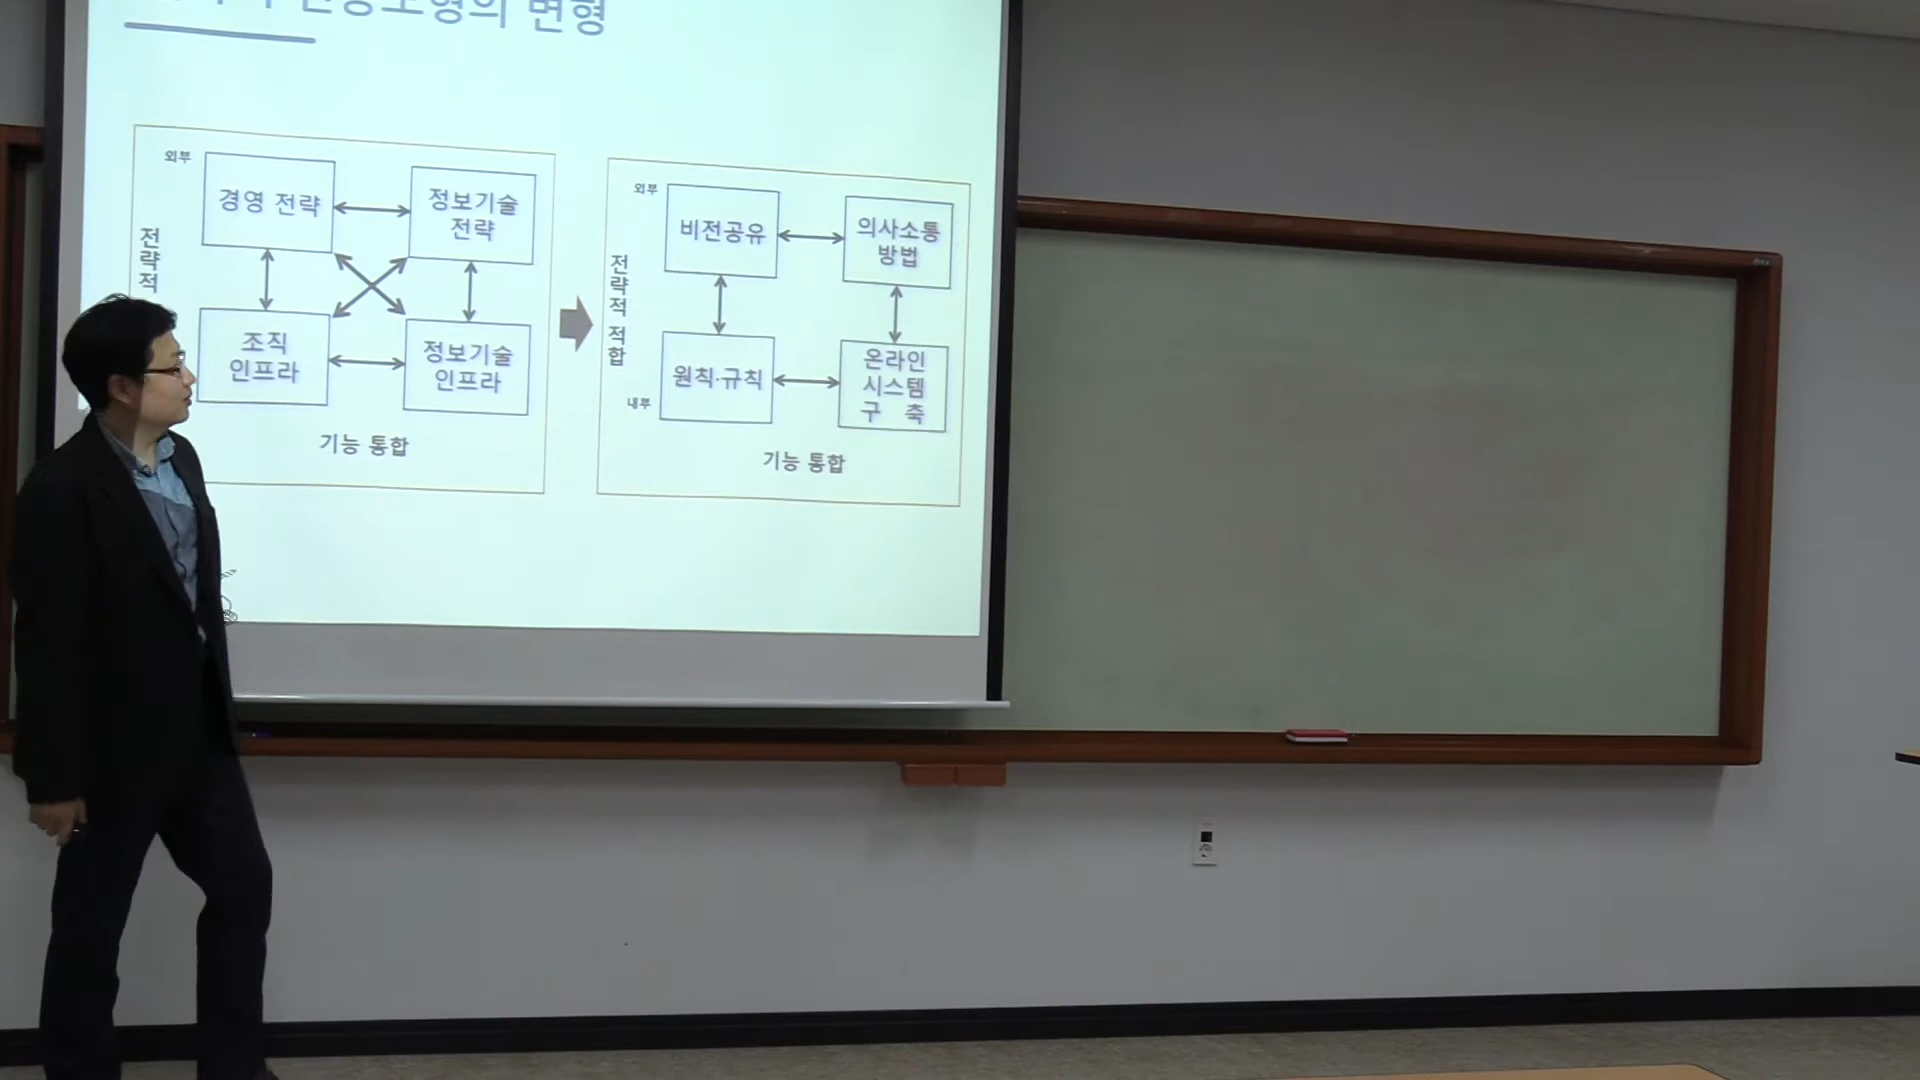 변형
외부
경영 전략
정보기술
전략
전략적
조직
인프라
정보기술
인프라
기능 통합
외부
비전공유
의사소통
방법
전략적 적합
원칙·규칙
온라인
시스템
구 축
내부
기능 통합